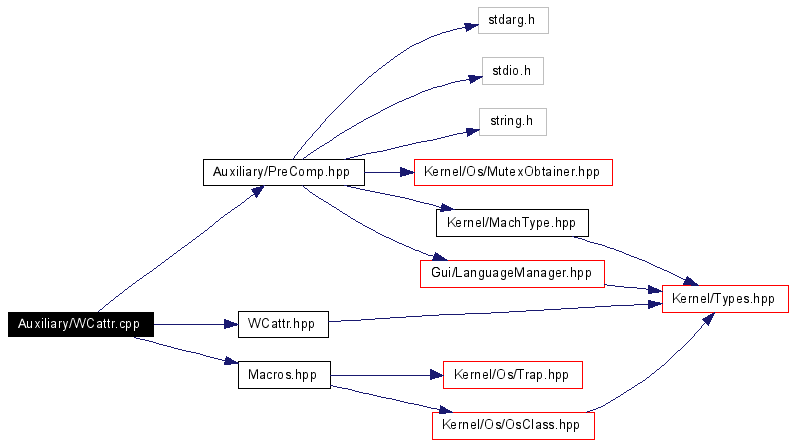 stdarg.h
stdio.h
string.h
Auxiliary/PreComp.hpp
Kernel/Os/MutexObtainer.hpp
Kernel/MachType.hpp
Gui/LanguageManager.hpp
Kernel/Types.hpp
Auxiliary/WCattr.cpp
WCattr.hpp
Macros.hpp
Kernel/Os/Trap.hpp
Kernel/Os/OsClass.hpp